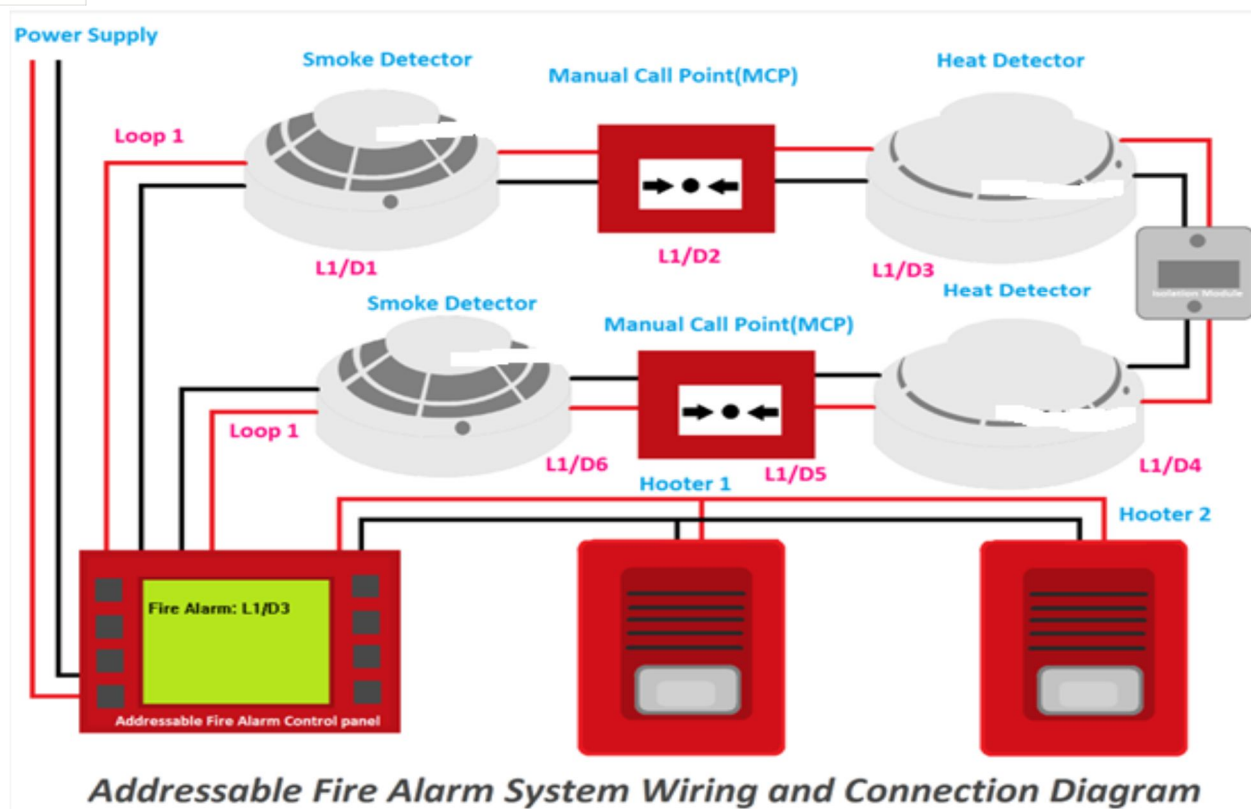 Power Supply
Smoke Detector
Manual Call Point(MCP)
Heat Detector
Loop 1
L1/D1
L1/D2
L1/D3
Isolation Module
Smoke Detector
Manual Call Point(MCP)
Heat Detector
Loop 1
L1/D6
L1/D5
L1/D4
Hooter 1
Hooter 2
Fire Alarm: L1/D3
Addressable Fire Alarm Control panel
Addressable Fire Alarm System Wiring and Connection Diagram